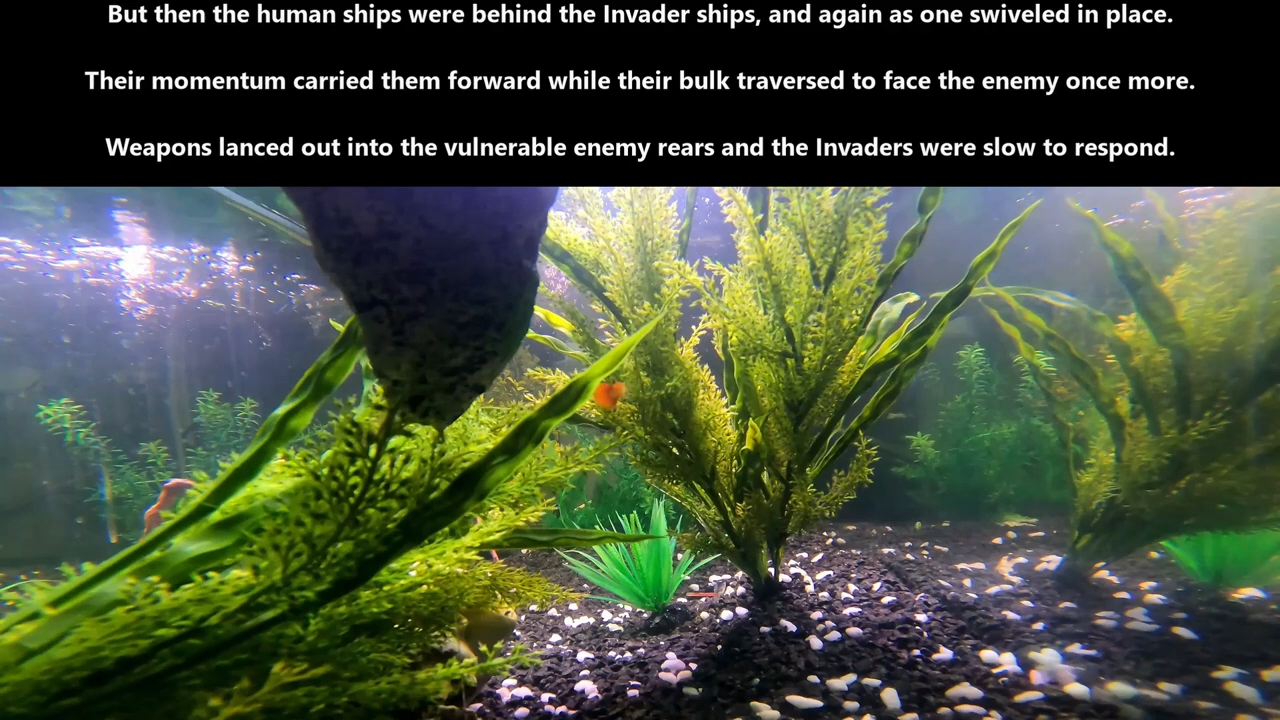 But then the human ships were behind the Invader ships, and again as one swiveled in place.
Their momentum carried them forward while their bulk traversed to face the enemy once more.
Weapons lanced out into the vulnerable enemy rears and the Invaders were slow to respond.